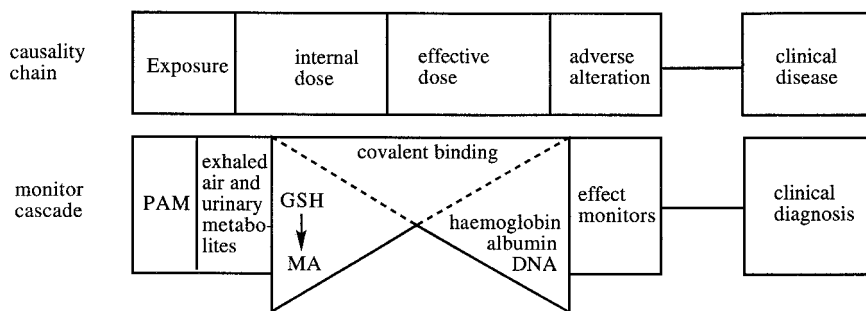 causality
chain
Exposure
internal
dose
effective
dose
adverse
alteration
clinical
disease
monitor
cascade
PAM
exhaled
air and
urinary
metabo-
lites
covalent binding
GSH
MA
haemoglobin
albumin
DNA
effect
monitors
clinical
diagnosis